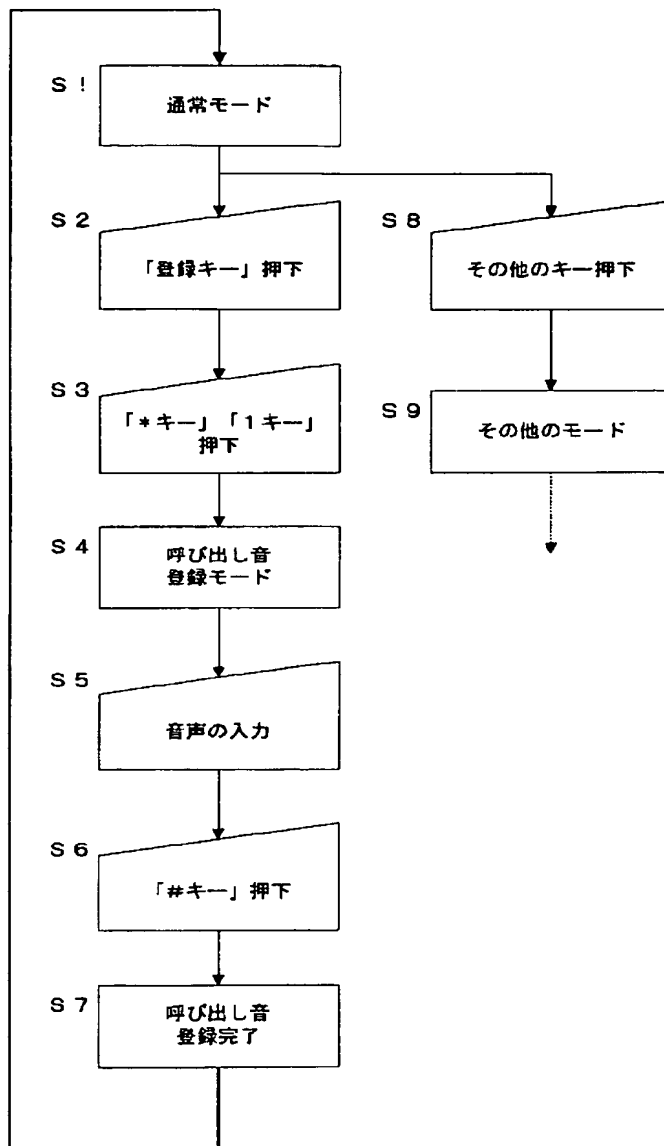 S！
通常モード
S2
「登録キー」押下
S8
その他のキー押下
S3
「*キー」「1キー」
押下
S9
その他のモード
S4
呼び出し音
登録モード
S5
音声の入力
S6
「#キー」押下
S7
呼び出し音
登録完了